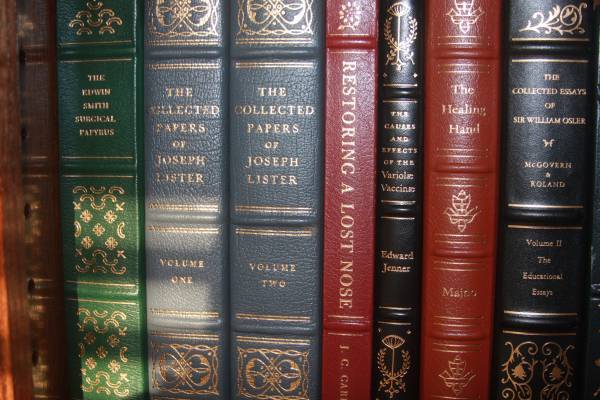 THE
EDWIN
SMITH
SURGICAL
PAPYRUS
THE
COLLECTED
PAPERS
OF
JOSEPH
LISTER
VOLUME
ONE
THE
COLLECTED
PAPERS
OF
JOSEPH
LISTER
VOLUME
TWO
RESTORING A LOST NOSE
THE
CAUSES
AND
EFFECTS
OF THE
Variolæ
Vaccinæ
Edward
Jenner
The
Healing
Hand
Majno
THE
COLLECTED ESSAYS
OF
SIR WILLIAM OSLER
McGOVERN
&
ROLAND
Volume II
The
Educational
Essays